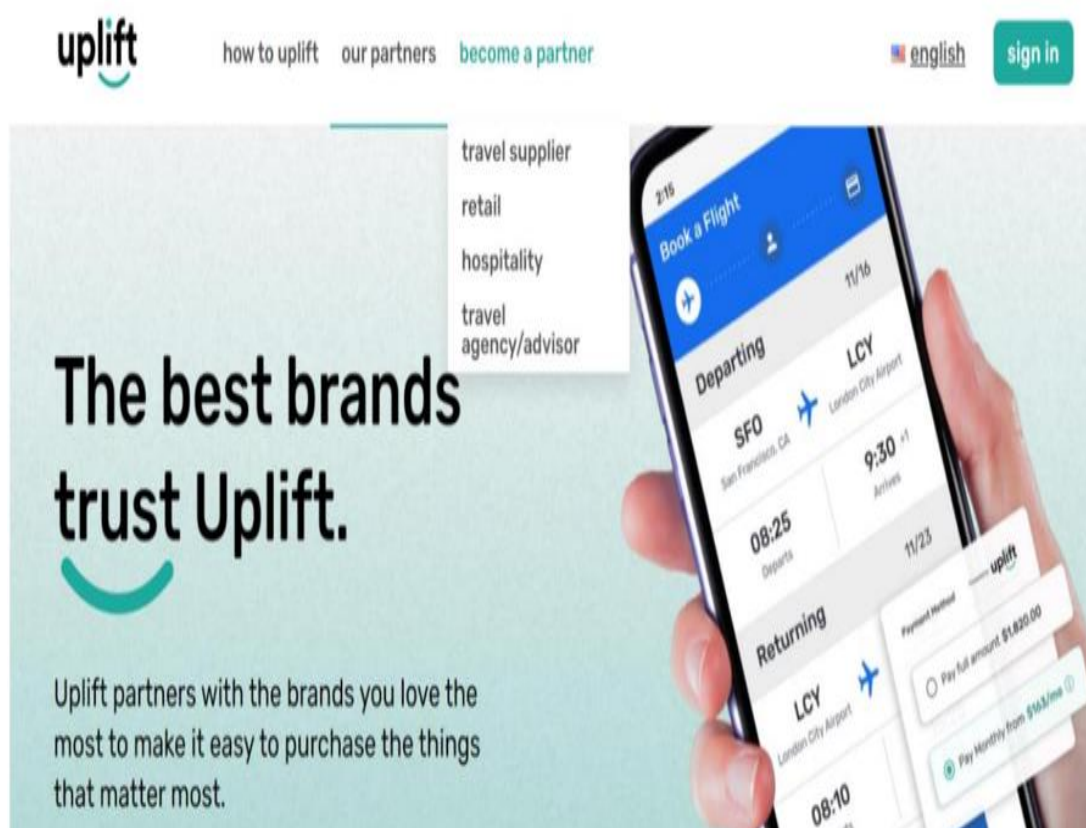 uplift
how to uplift
our partners
become a partner
english
sign in
travel supplier
retail
hospitality
travel
agency/advisor
The best brands
trust Uplift.
Uplift partners with the brands you love the
most to make it easy to purchase the things
that matter most.
2:15
Book a Flight
11/16
Departing
SFO
San Francisco, CA
LCY
London City Airport
08:25
Departs
9:30 +1
Arrives
11/23
Returning
LCY
London City Airport
08:10
uplift
Payment Method
Pay full amount $1,820.00
Pay Monthly from $163/mo